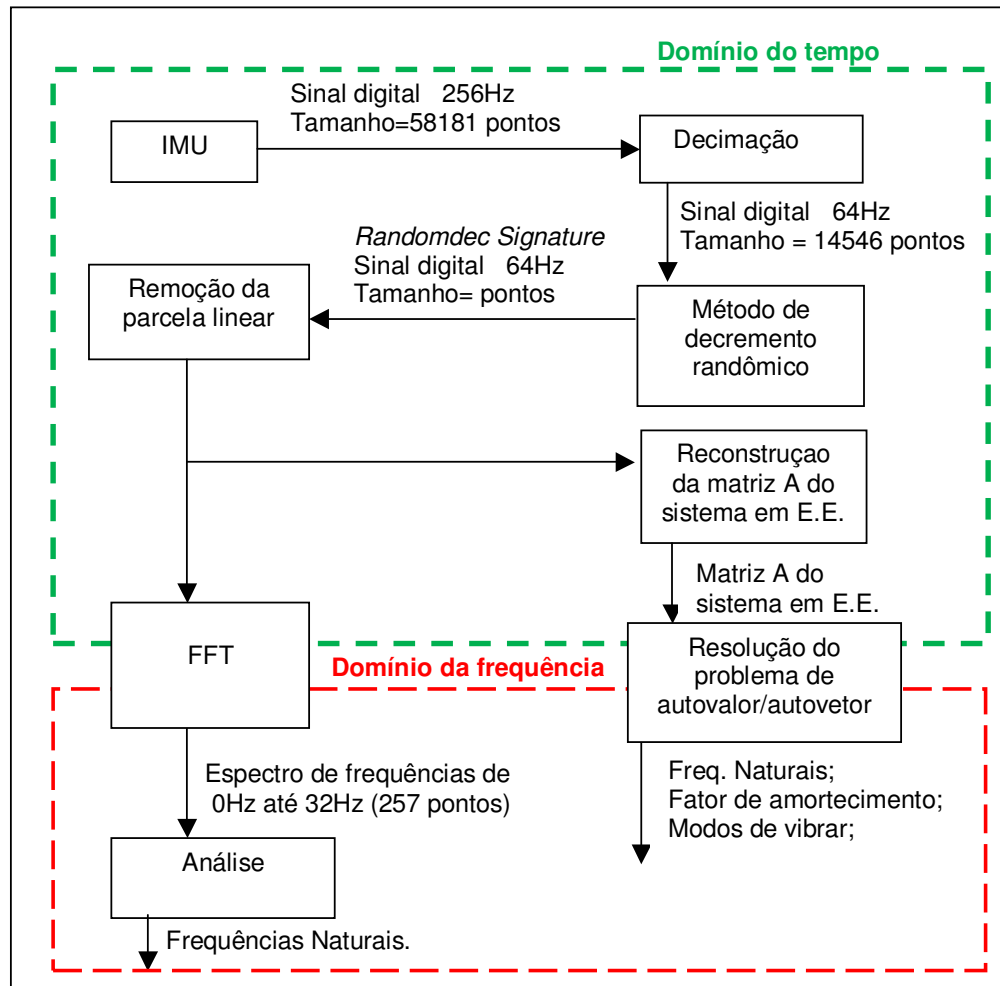 Domínio do tempo
Sinal digital 256Hz
Tamanho=58181 pontos
IMU
Decimação
Sinal digital 64Hz
Tamanho = 14546 pontos
Randomdec Signature
Sinal digital 64Hz
Tamanho= pontos
Remoção da
parcela linear
Método de
decremento
randômico
Reconstruçao
da matriz A do
sistema em E.E.
Matriz A do
sistema em E.E.
FFT
Resolução do
problema de
autovalor/autovetor
Domínio da frequência
Espectro de frequências de
0Hz até 32Hz (257 pontos)
Freq. Naturais;
Fator de amortecimento;
Modos de vibrar;
Análise
Frequências Naturais.